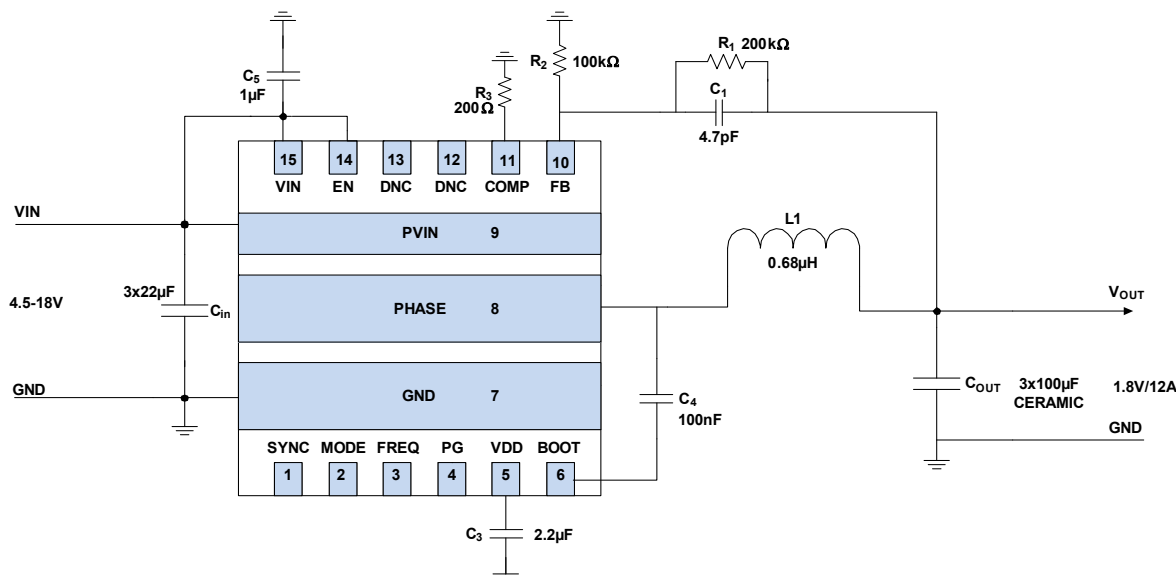 R₁ 200kΩ
R₂ 100kΩ
C₅
1µF
R₃
200Ω
C₁
4.7pF
15 14 13 12 11 10
VIN EN DNC DNC COMP FB
VIN
PVIN 9
L1
0.68µH
4.5-18V
3x22µF
Cin
PHASE 8
VOUT
GND
GND 7
C₄
100nF
COUT 3x100µF 1.8V/12A
CERAMIC
GND
SYNC MODE FREQ PG VDD BOOT
1 2 3 4 5 6
C₃ 2.2µF